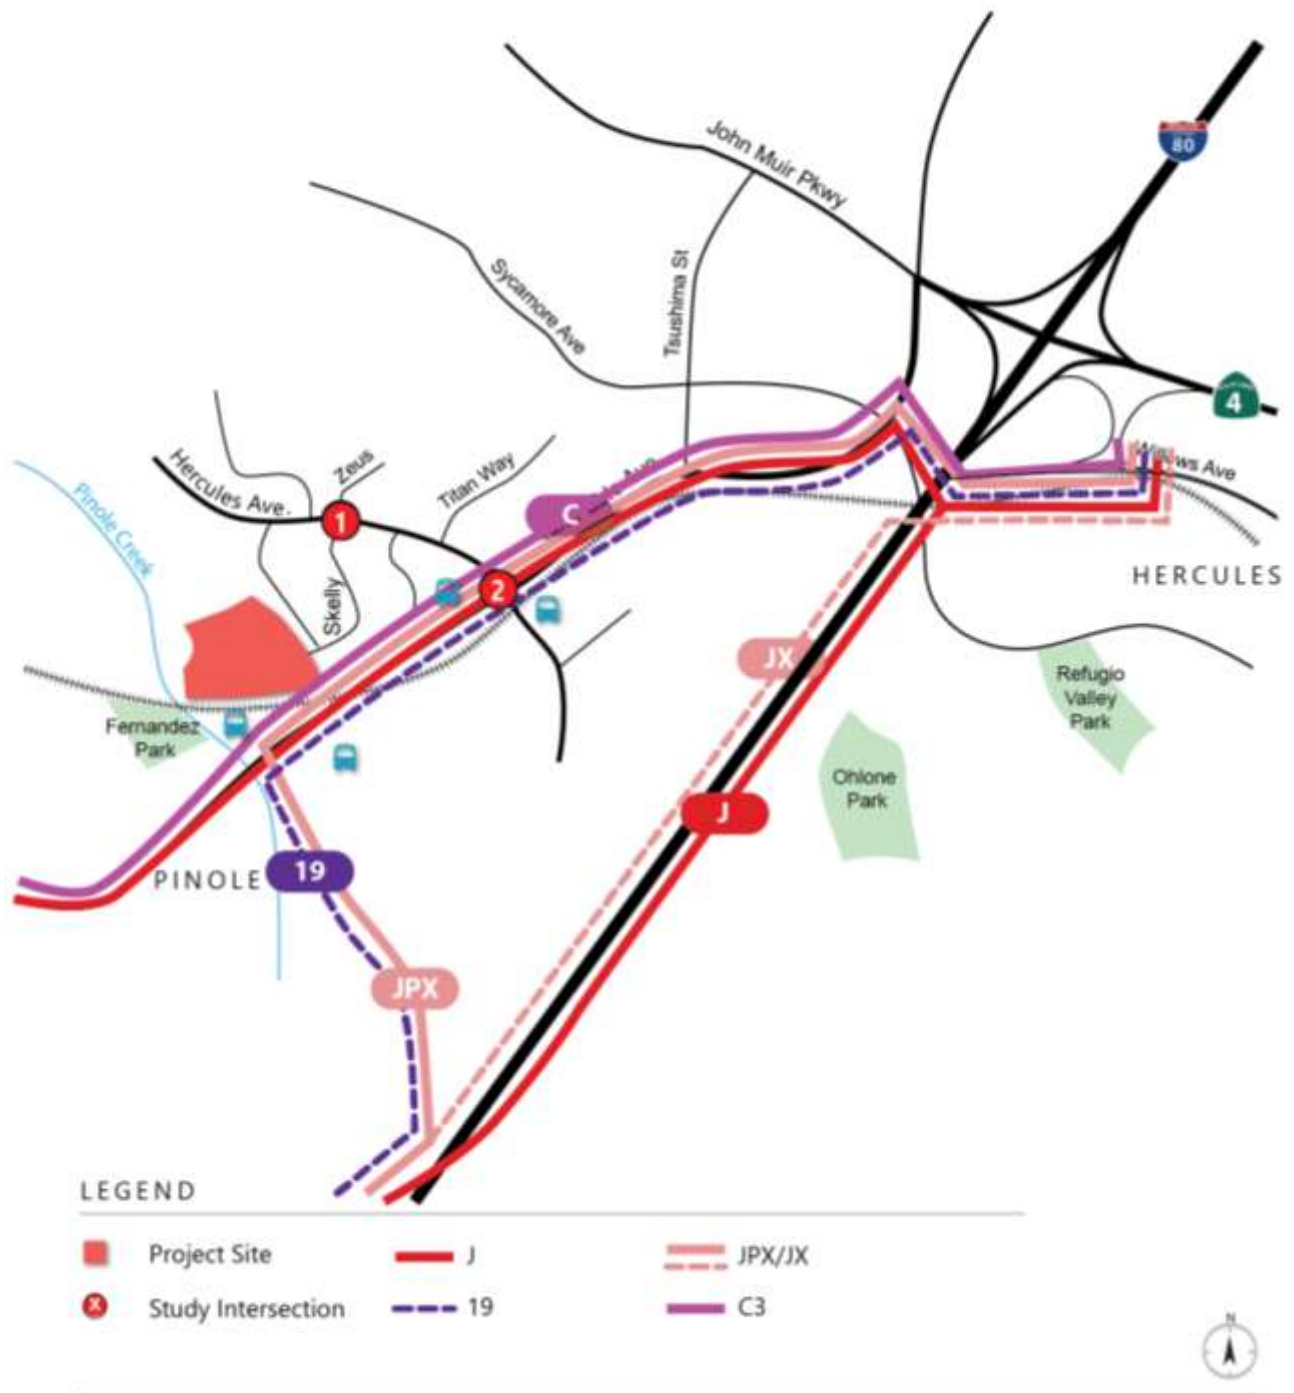 John Muir Pkwy
80
Sycamore Ave
Tsushima St
4
Willows Ave
Hercules Ave.
Zeus
Titan Way
1
C
Pinole Creek
2
Skelly
HERCULES
JX
Refugio
Valley
Park
Fernandez
Park
Ohlone
Park
J
PINOLE
19
JPX
LEGEND
Project Site
J
JPX/JX
X
Study Intersection
19
C3
N